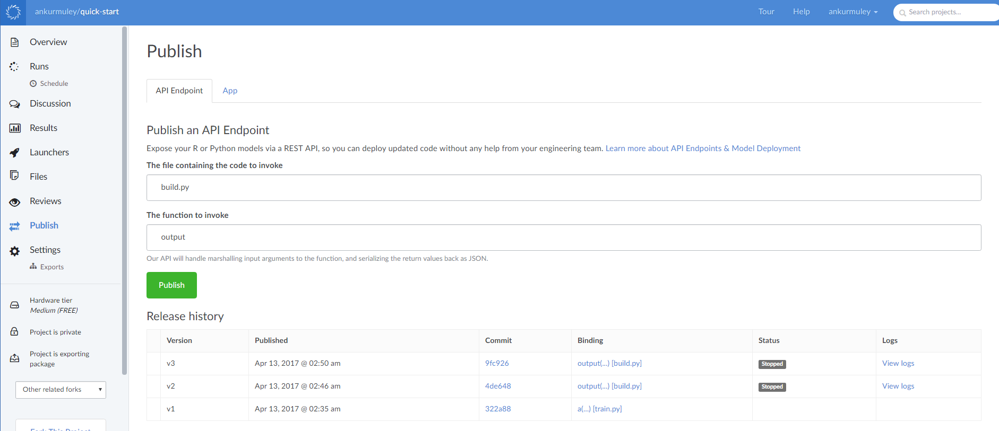 ankurmuley/quick-start
Tour Help ankurmuley Search projects...
Overview
Runs
Schedule
Discussion
Results
Launchers
Files
Reviews
Publish
Settings
Exports
Hardware tier
Medium (FREE)
Project is private
Project is exporting
package
Other related forks
Fork This Project
Publish
API Endpoint App
Publish an API Endpoint
Expose your R or Python models via a REST API, so you can deploy updated code without any help from your engineering team. Learn more about API Endpoints & Model Deployment
The file containing the code to invoke
build.py
The function to invoke
output
Our API will handle marshalling input arguments to the function, and serializing the return values back as JSON.
Publish
Release history
Version Published Commit Binding Status Logs
v3 Apr 13, 2017 @ 02:50 am 9fc926 output(...) [build.py] Stopped View logs
v2 Apr 13, 2017 @ 02:46 am 4de648 output(...) [build.py] Stopped View logs
v1 Apr 13, 2017 @ 02:35 am 322a88 a(...) [train.py]